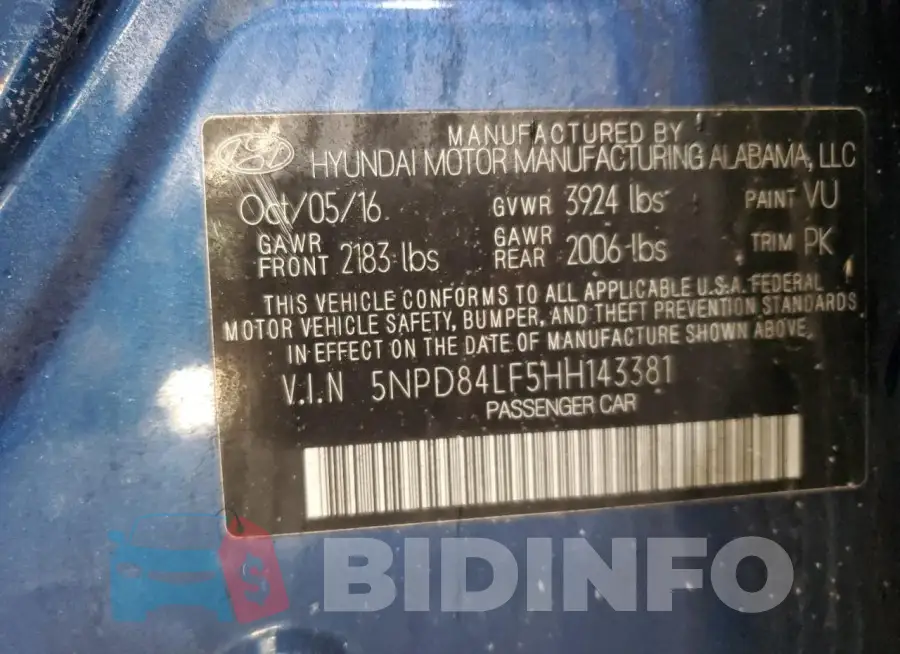 MANUFACTURED BY
HYUNDAI MOTOR MANUFACTURING ALABAMA, LLC
Oct/05/16 GVWR 3924 lbs PAINT VU
GAWR FRONT 2183 lbs GAWR REAR 2006 lbs TRIM PK
THIS VEHICLE CONFORMS TO ALL APPLICABLE U.S.A. FEDERAL
MOTOR VEHICLE SAFETY, BUMPER, AND THEFT PREVENTION STANDARDS
IN EFFECT ON THE DATE OF MANUFACTURE SHOWN ABOVE.
V.I.N 5NPD84LF5HH143381
PASSENGER CAR
$ BIDINFO